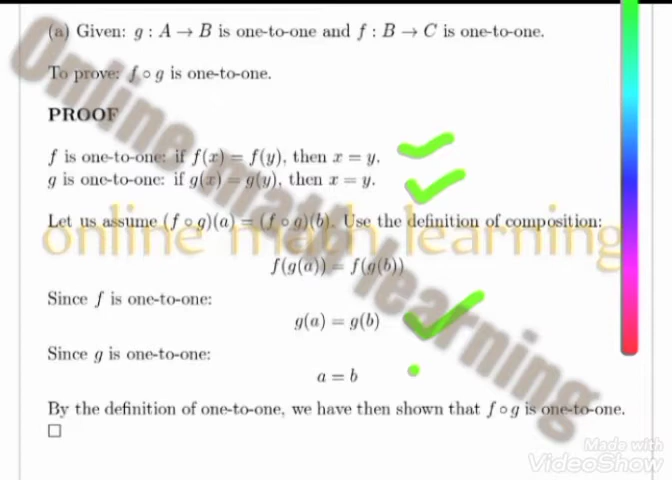 (a) Given: g : A → B is one-to-one and f : B → C is one-to-one.
To prove: f ∘ g is one-to-one.
PROOF
f is one-to-one: if f(x) = f(y), then x = y.
g is one-to-one: if g(x) = g(y), then x = y.
Let us assume (f ∘ g)(a) = (f ∘ g)(b). Use the definition of composition:
online math learning
f(g(a)) = f(g(b))
Since f is one-to-one:
g(a) = g(b)
Since g is one-to-one:
a = b
By the definition of one-to-one, we have then shown that f ∘ g is one-to-one.
□
Online math learning
Made with
VideoShow